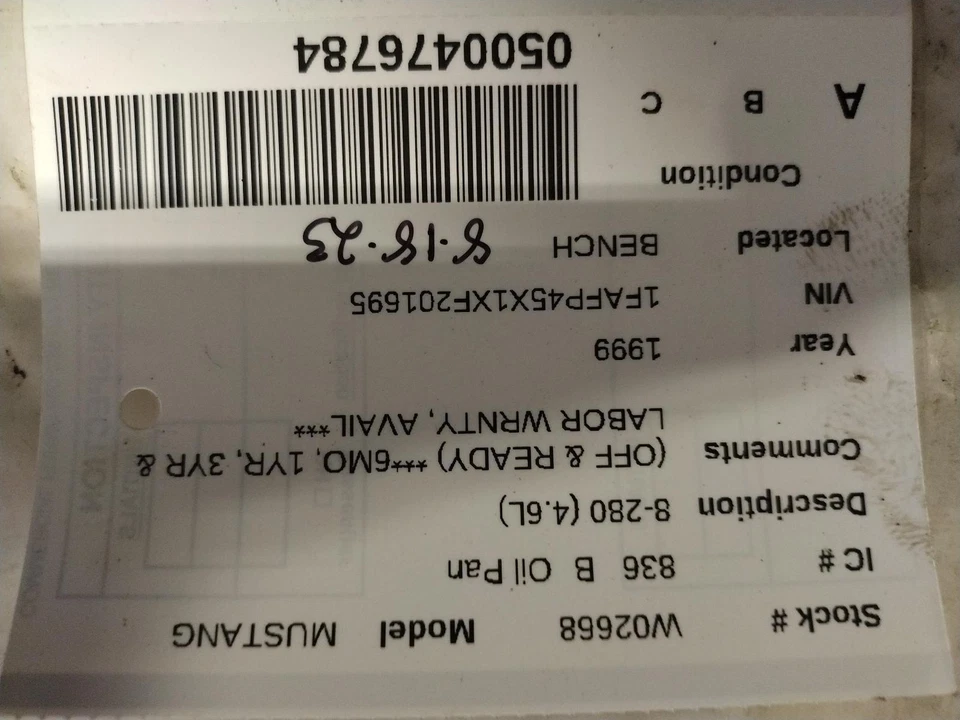 Stock # W02668 Model MUSTANG
IC # 836 B Oil Pan
Description 8-280 (4.6L)
Comments (OFF & READY) ***6MO, 1YR, 3YR &
LABOR WRNTY, AVAIL***
Year 1999
VIN 1FAFP45X1XF201695
Located BENCH 8-18-23
Condition
A B C
0500476784